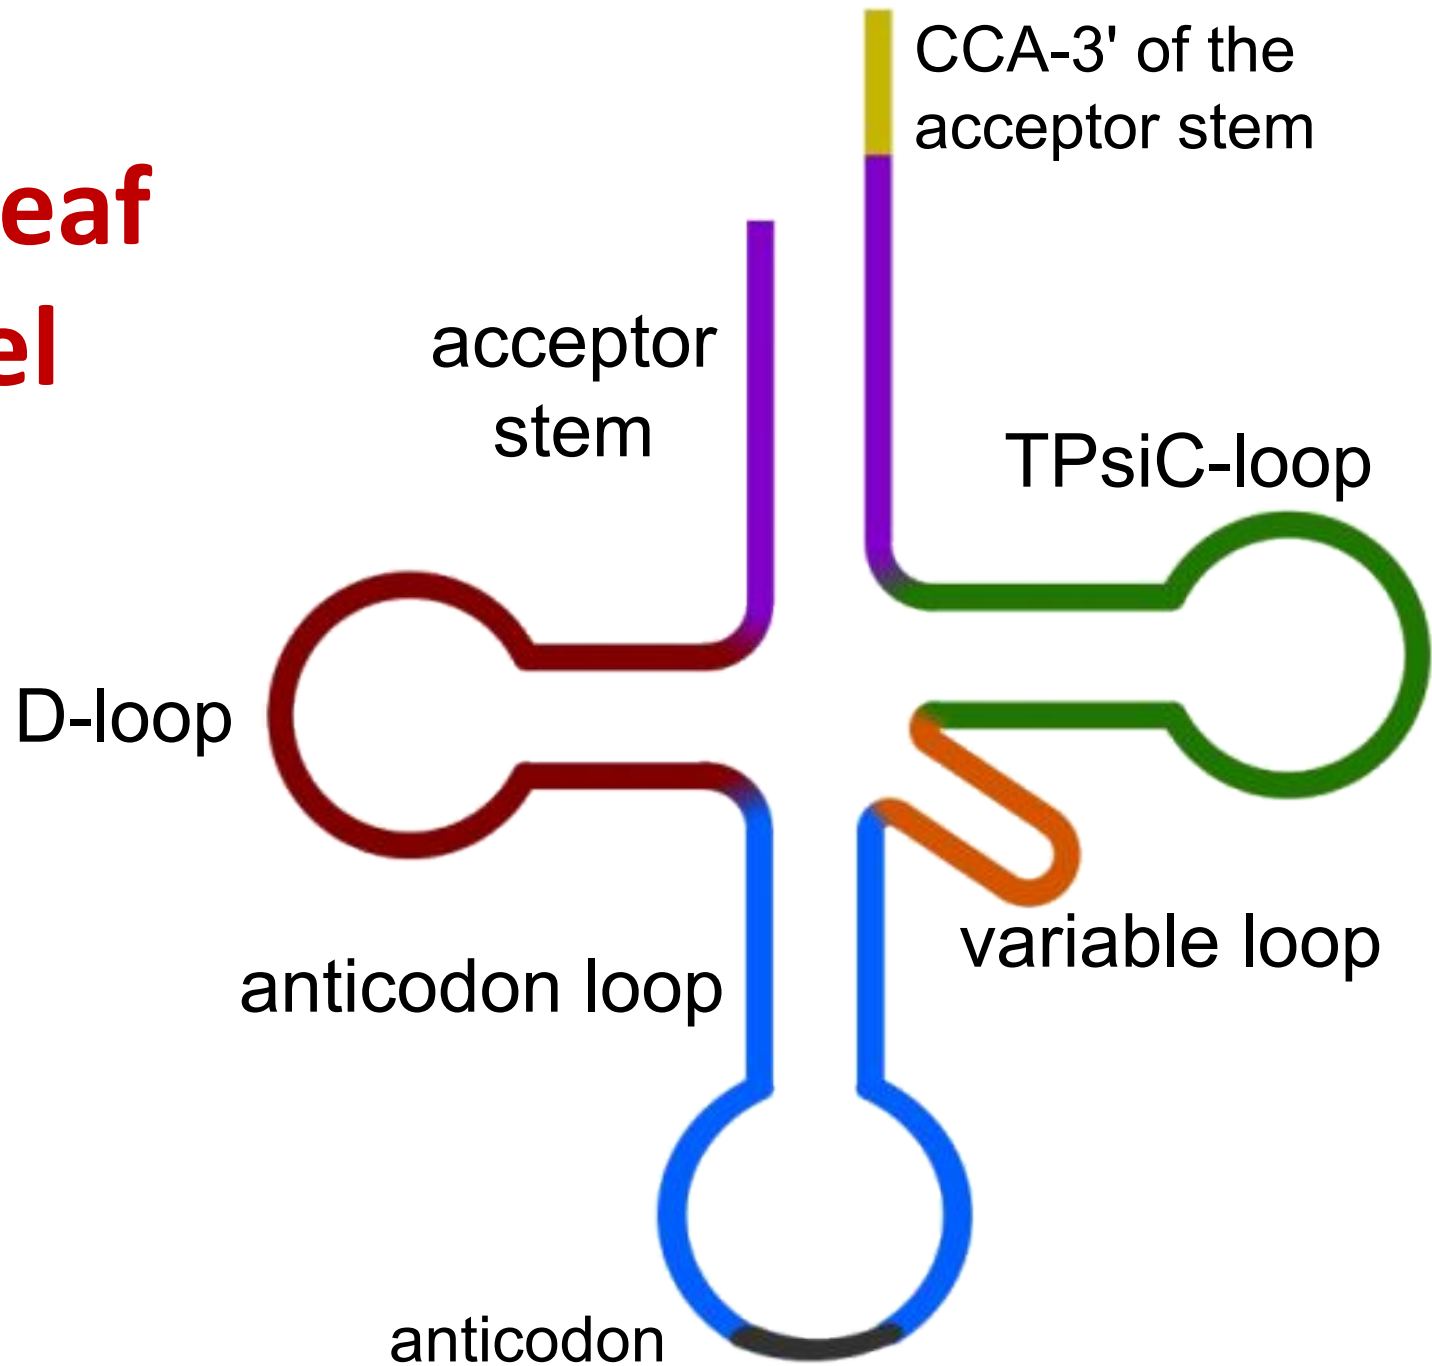 CCA-3' of the
acceptor stem
eaf
el
acceptor
stem
TPsiC-loop
D-loop
variable loop
anticodon loop
anticodon